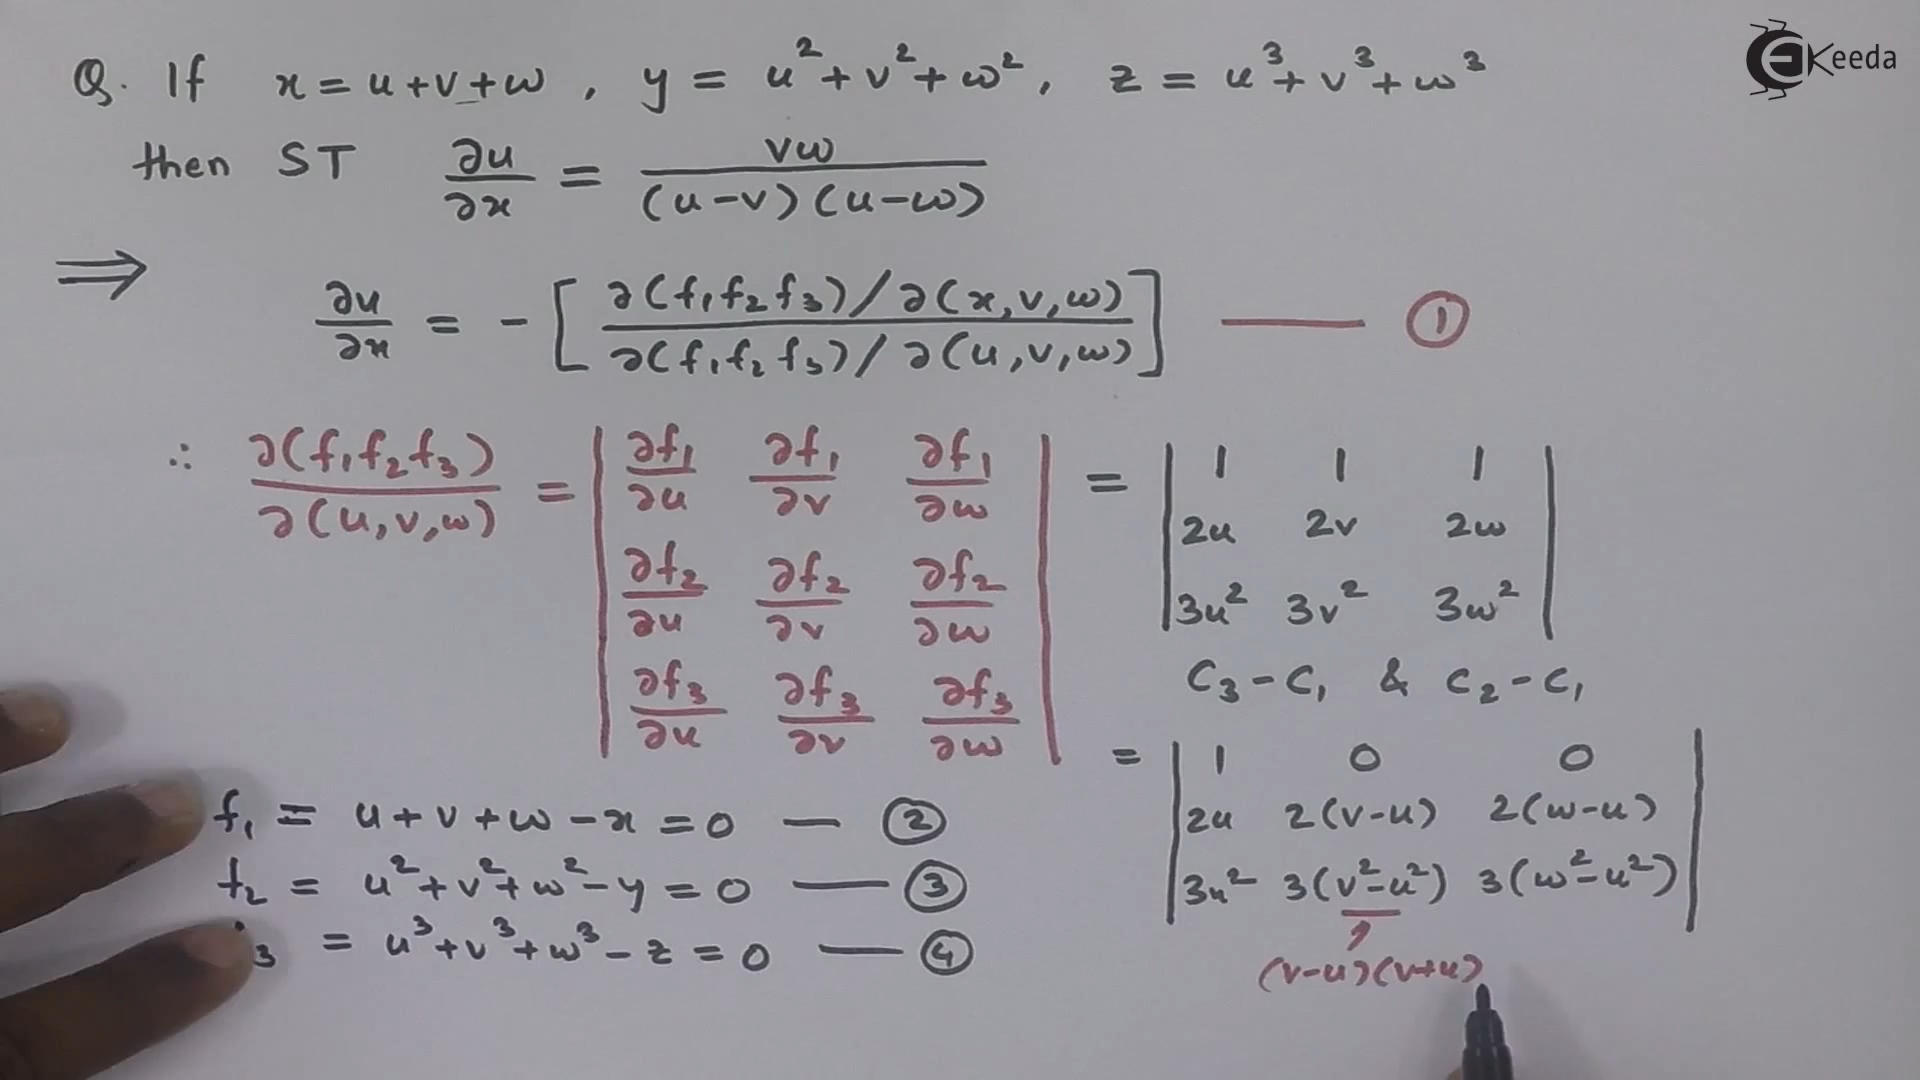 Q. If x = u+v+w , y = u²+v²+w², z = u³+v³+w³
then ST ∂u/∂x = vw/(u-v)(u-w)
⇒ ∂u/∂x = -[∂(f₁f₂f₃)/∂(x,v,w) / ∂(f₁f₂f₃)/∂(u,v,w)] — ①
∴ ∂(f₁f₂f₃)/∂(u,v,w) = | ∂f₁/∂u ∂f₁/∂v ∂f₁/∂w
∂f₂/∂u ∂f₂/∂v ∂f₂/∂w
∂f₃/∂u ∂f₃/∂v ∂f₃/∂w |
= | 1 1 1
2u 2v 2w
3u² 3v² 3w² |
C₃-C₁ & C₂-C₁
= | 1 0 0
2u 2(v-u) 2(w-u)
3u² 3(v²-u²) 3(w²-u²) |
(v-u)(v+u)
f₁ = u+v+w-x=0 — ②
f₂ = u²+v²+w²-y=0 — ③
₃ = u³+v³+w³-z=0 — ④
EKeeda